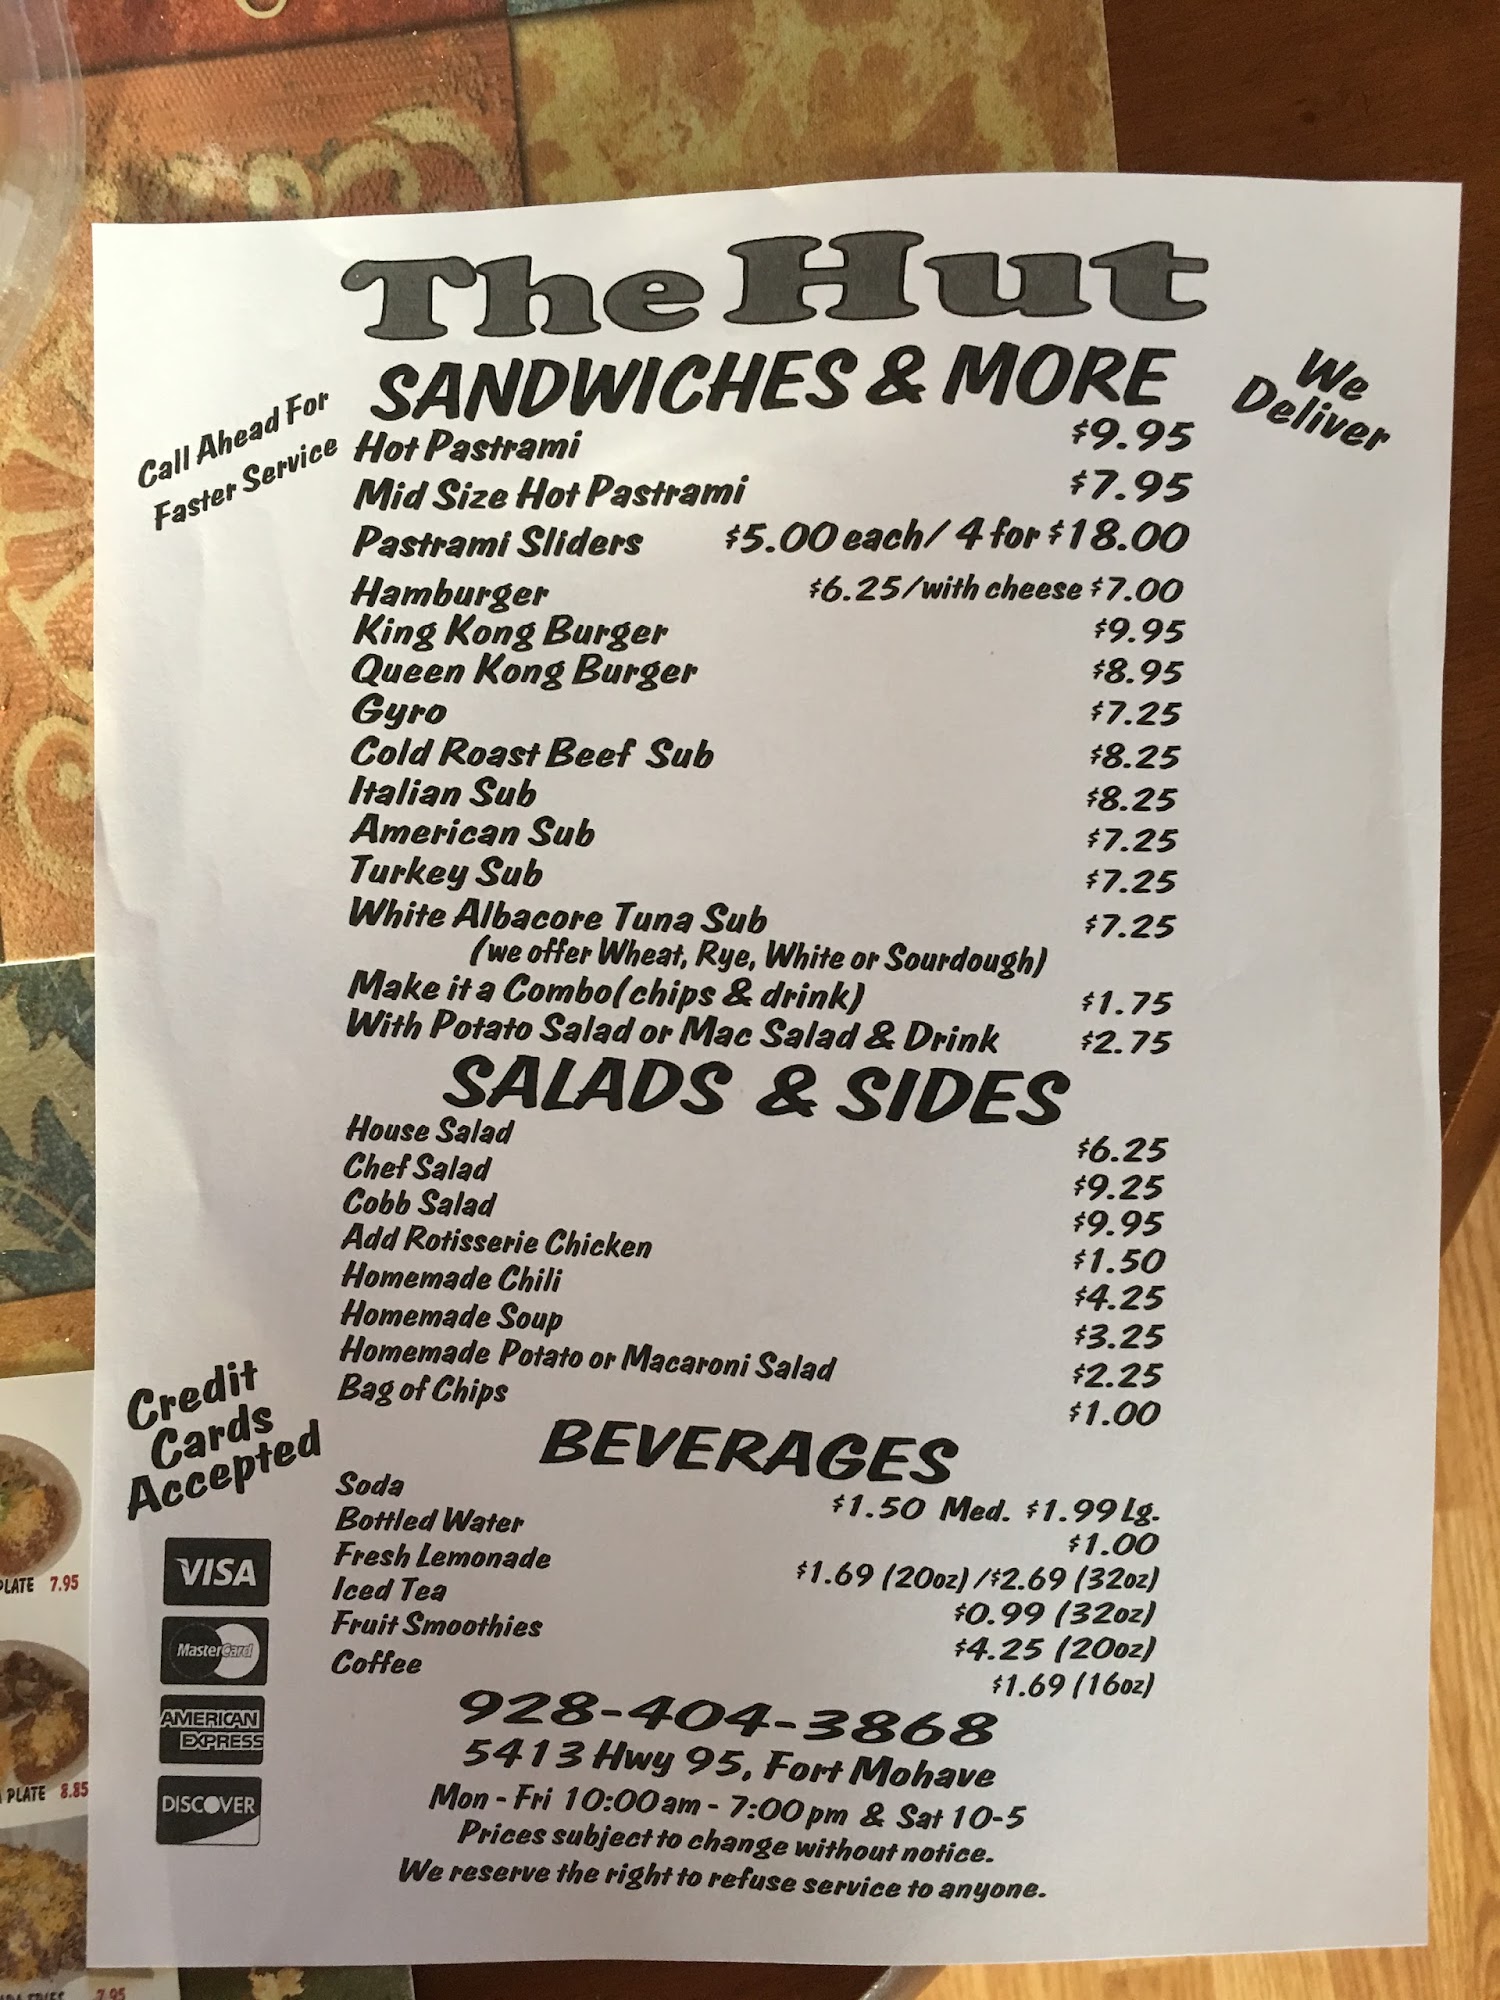 The Hut
SANDWICHES & MORE
Call Ahead For
Faster Service
We
Deliver
Hot Pastrami $9.95
Mid Size Hot Pastrami $7.95
Pastrami Sliders $5.00 each/ 4 for $18.00
Hamburger $6.25/with cheese $7.00
King Kong Burger $9.95
Queen Kong Burger $8.95
Gyro $7.25
Cold Roast Beef Sub $8.25
Italian Sub $8.25
American Sub $7.25
Turkey Sub $7.25
White Albacore Tuna Sub $7.25
(we offer Wheat, Rye, White or Sourdough)
Make it a Combo(chips & drink) $1.75
With Potato Salad or Mac Salad & Drink $2.75
SALADS & SIDES
House Salad $6.25
Chef Salad $9.25
Cobb Salad $9.95
Add Rotisserie Chicken $1.50
Homemade Chili $4.25
Homemade Soup $3.25
Homemade Potato or Macaroni Salad $2.25
Bag of Chips $1.00
Credit
Cards
Accepted
BEVERAGES
Soda $1.50 Med. $1.99 Lg.
Bottled Water $1.00
Fresh Lemonade $1.69 (20oz) /$2.69 (32oz)
Iced Tea $0.99 (32oz)
Fruit Smoothies $4.25 (20oz)
Coffee $1.69 (16oz)
VISA
MasterCard
AMERICAN
EXPRESS
DISCOVER
928-404-3868
5413 Hwy 95, Fort Mohave
Mon - Fri 10:00am - 7:00pm & Sat 10-5
Prices subject to change without notice.
We reserve the right to refuse service to anyone.
PLATE 7.95
PLATE 8.85
7.95